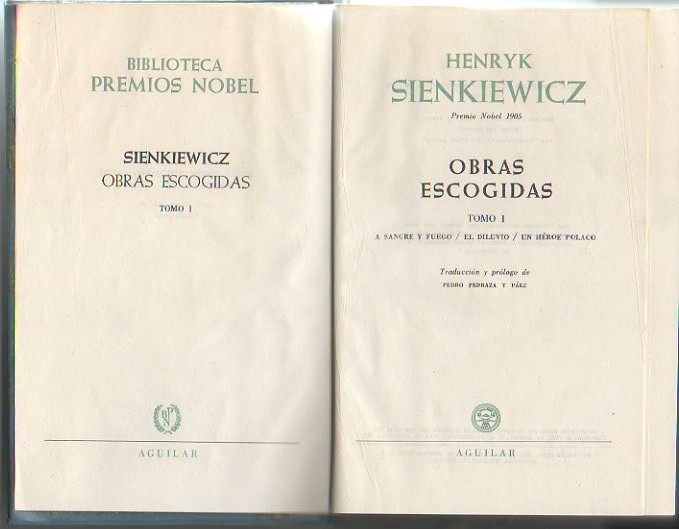 BIBLIOTECA
PREMIOS NOBEL
SIENKIEWICZ
OBRAS ESCOGIDAS
TOMO I
BPN
AGUILAR
HENRYK
SIENKIEWICZ
Premio Nobel 1905
OBRAS
ESCOGIDAS
TOMO I
A SANGRE Y FUEGO / EL DILUVIO / UN HÉROE POLACO
Traducción y prólogo de
PEDRO PEDRAZA Y PÁEZ
AGUILAR